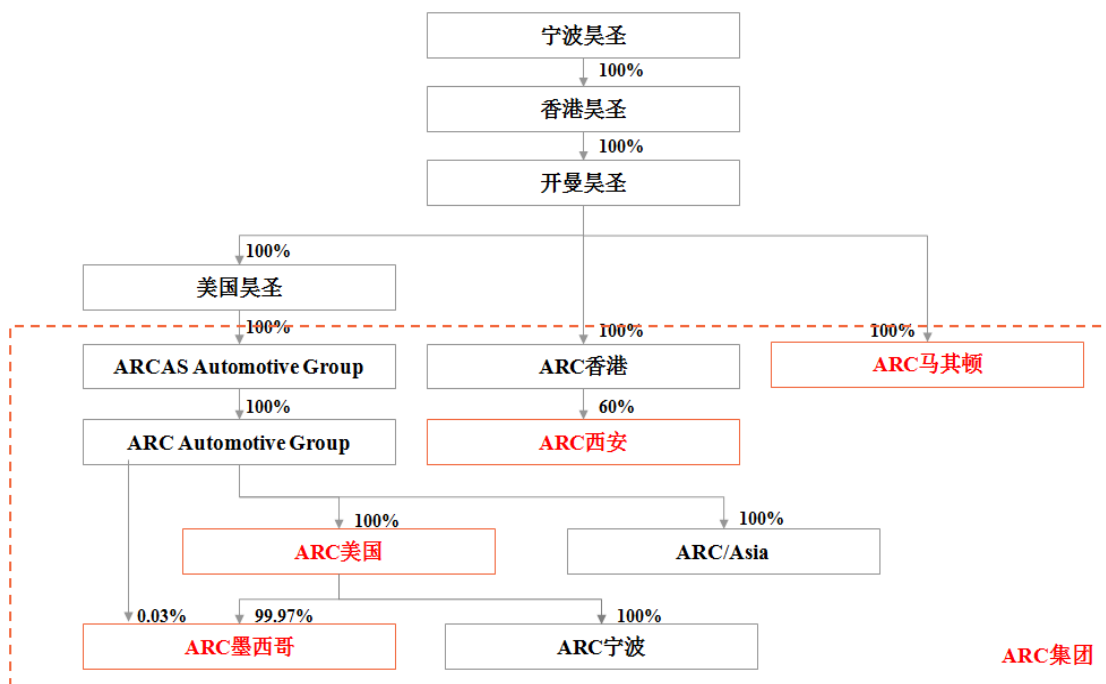 宁波昊圣
100%
香港昊圣
100%
开曼昊圣
100%
美国昊圣
100%
100%
100%
ARCAS Automotive Group
ARC香港
ARC马其顿
100%
60%
ARC Automotive Group
ARC西安
100%
100%
ARC美国
ARC/Asia
0.03%
99.97%
100%
ARC墨西哥
ARC宁波
ARC集团